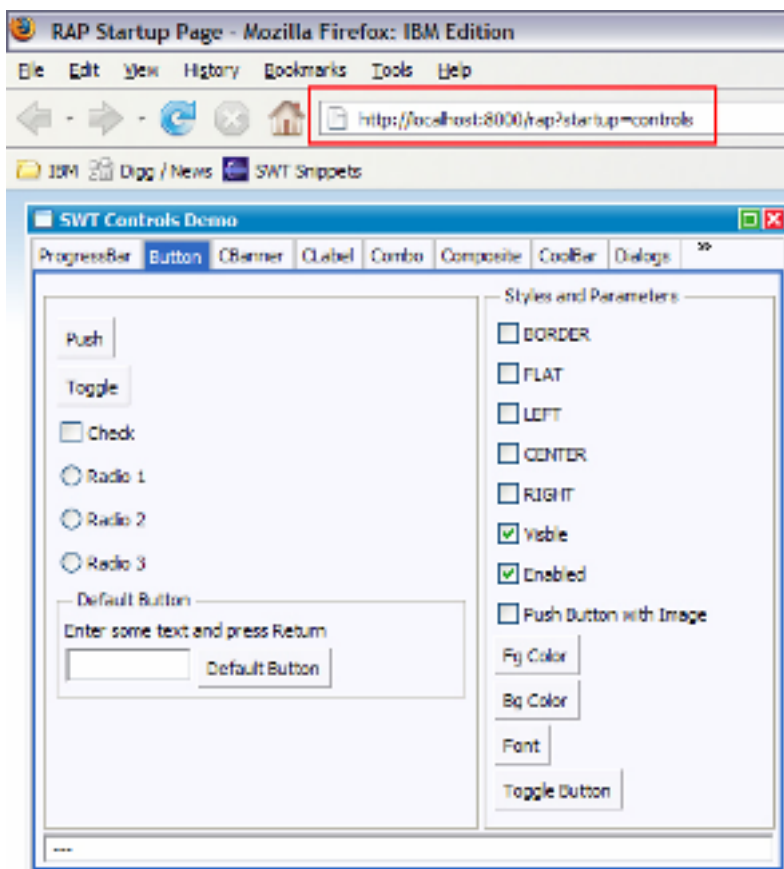 RAP Startup Page - Mozilla Firefox: IBM Edition
File Edit View History Bookmarks Tools Help
http://localhost:8000/rap?startup=controls
IBM Digg / News SWT Snippets
SWT Controls Demo
ProgressBar Button CBanner CLabel Combo Composite CoolBar Dialogs »
Push
Toggle
Check
Radio 1
Radio 2
Radio 3
Default Button
Enter some text and press Return
Default Button
Styles and Parameters
BORDER
FLAT
LEFT
CENTER
RIGHT
Visible
Enabled
Push Button with Image
Fg Color
Bg Color
Font
Toggle Button
---